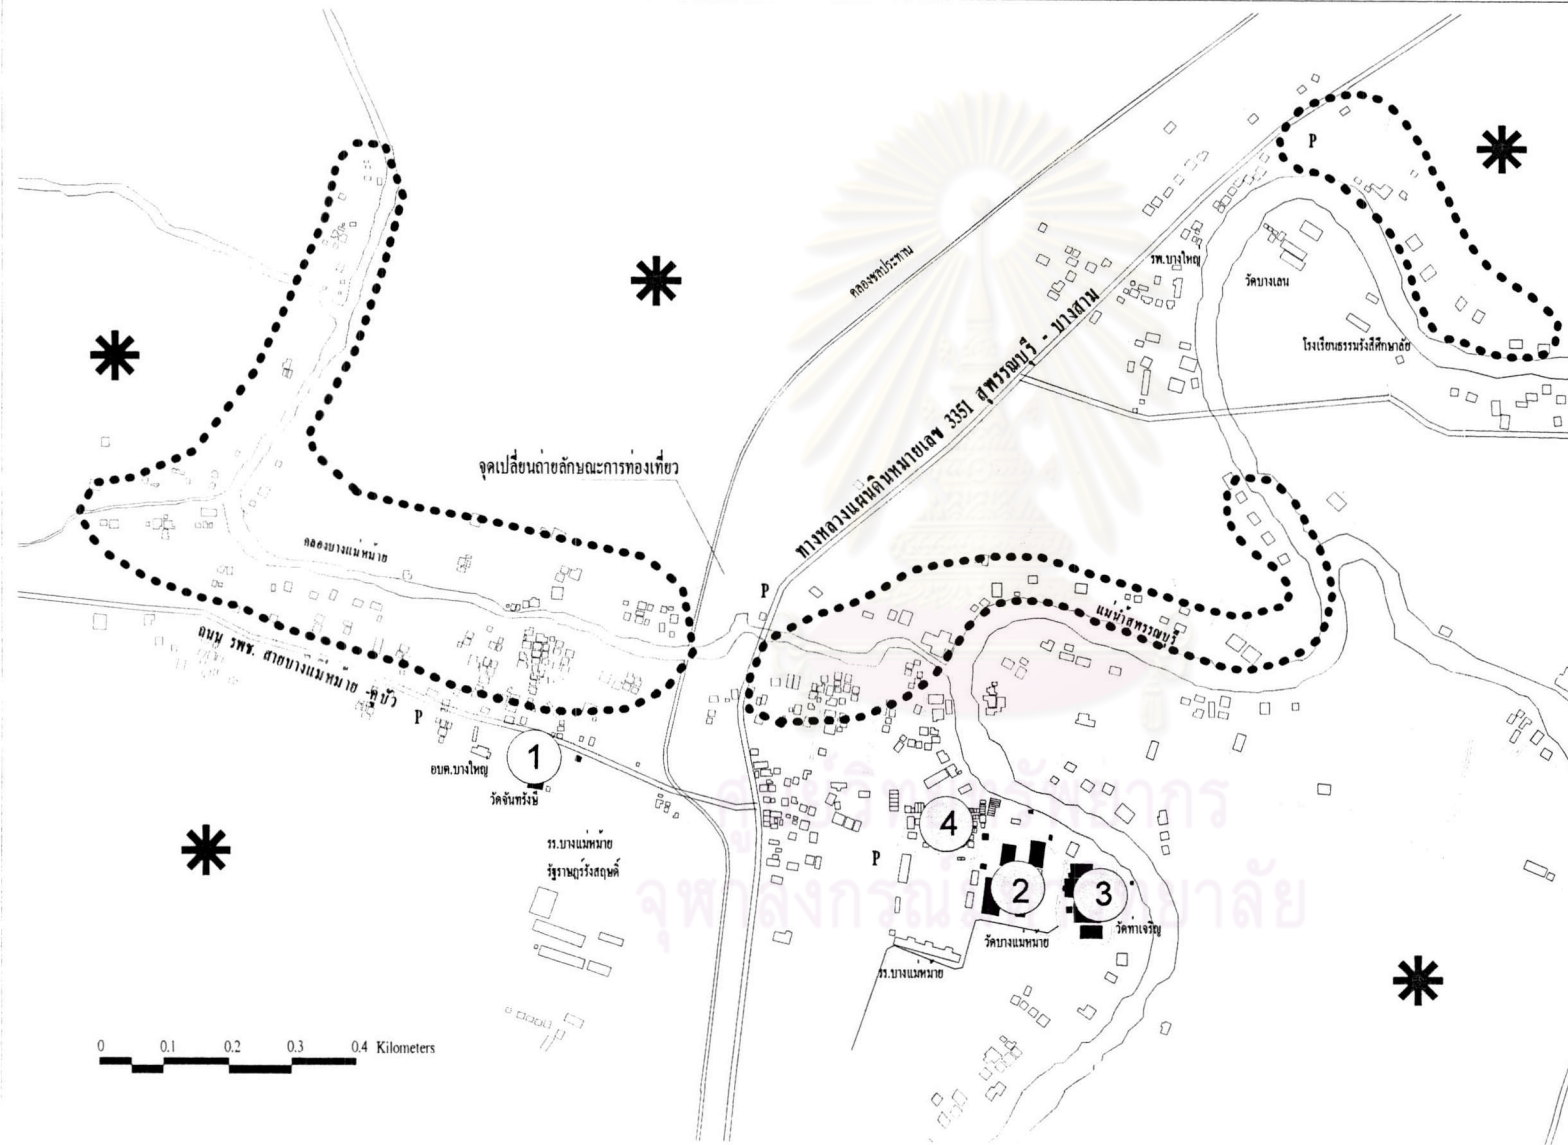 P
คลองชลประทาน
รพ.บางใหญ่
วัดบางเลน
ทางหลวงแผ่นดินหมายเลข 3351 สุพรรณบุรี - บางสาม
โรงเรียนธรรมรังสีศึกษาลัย
จุดเปลี่ยนถ่ายลักษณะการท่องเที่ยว
คลองบางแม่หม้าย
P
แม่น้ำสุพรรณบุรี
ถนน รพช. สายบางแม่หม้าย -คูบัว
P
1
อบต.บางใหญ่
วัดจันทรังษี
ศูนย์วิทยทรัพยากร
4
รร.บางแม่หม้าย
รัฐราษฎร์รังสฤษดิ์
P
จุฬาลงกรณ์มหาวิทยาลัย
2
3
วัดท่าเจริญ
วัดบางแม่หม้าย
รร.บางแม่หม้าย
0 0.1 0.2 0.3 0.4 Kilometers